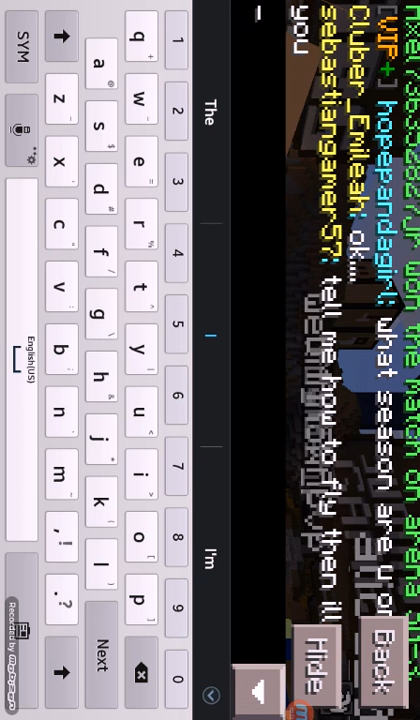 won the match on arena
[VIP+] hopepandagirl: what season are u o
Cluber_Emileah: ok...
sebastiangamer57: tell me how to fly then ill
you
Back
Hide
The I I'm
1 2 3 4 5 6 7 8 9 0
q w e r t y u i o p
a s d f g h j k l Next
z x c v b n m , ! . ?
SYM English(US)
Recorded by